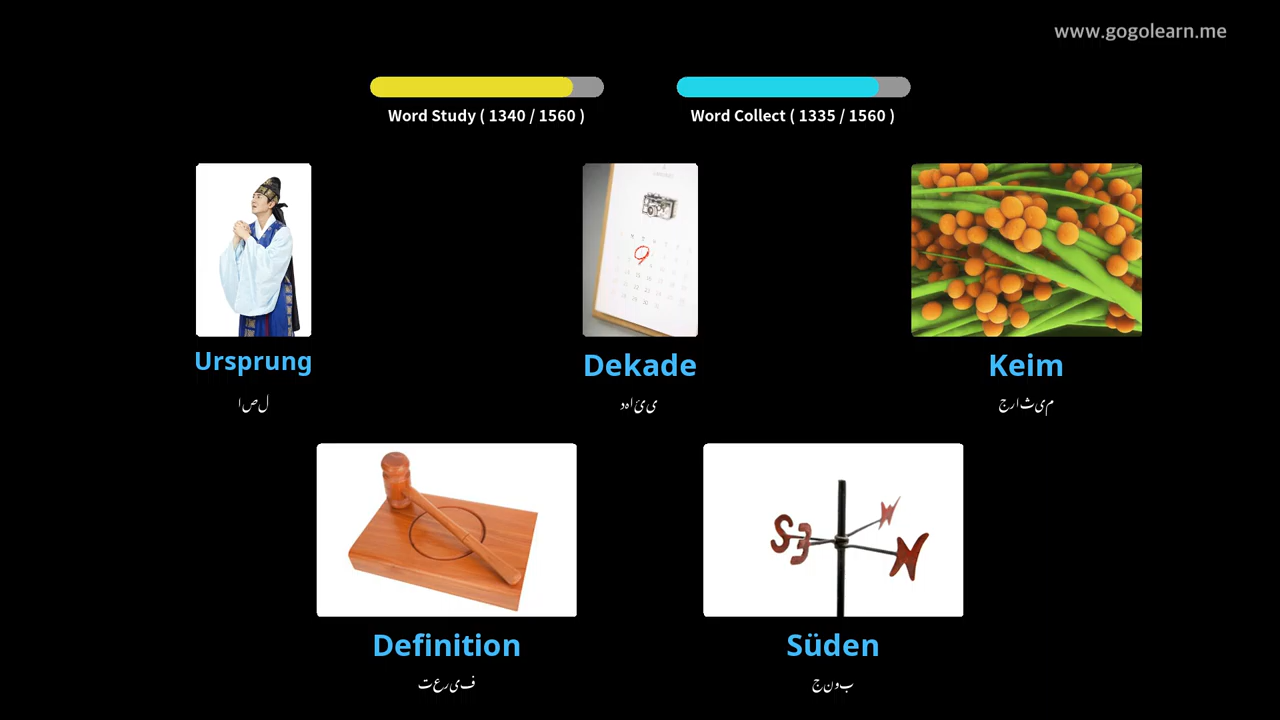 www.gogolearn.me
Word Study ( 1340 / 1560 )
Word Collect ( 1335 / 1560 )
Ursprung
اصل
Dekade
دہائی
Keim
جراثیم
Definition
تعریف
Süden
جنوب